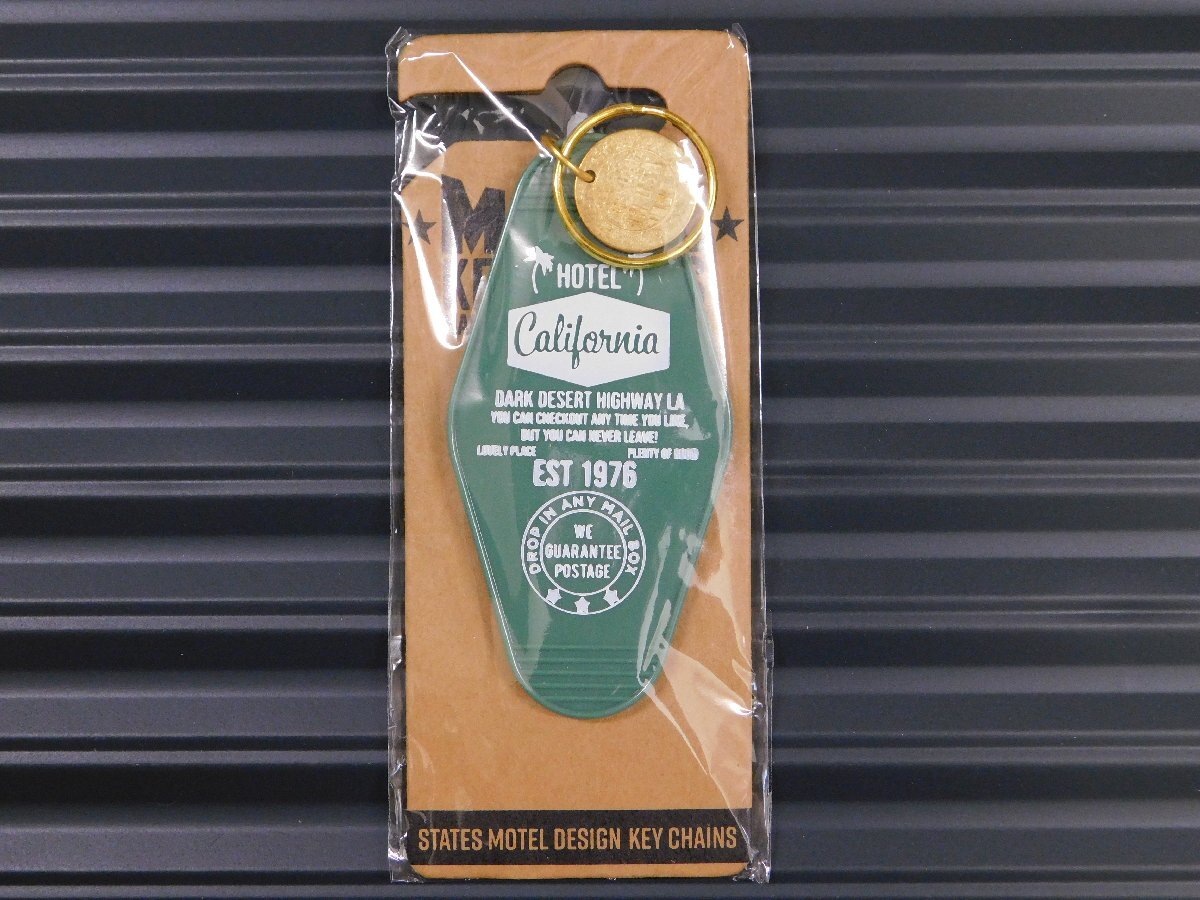 HOTEL
California
DARK DESERT HIGHWAY LA
YOU CAN CHECKOUT ANY TIME YOU LIKE,
BUT YOU CAN NEVER LEAVE!
LOVELY PLACE PLENTY OF ROOM
EST 1976
DROP IN ANY MAIL BOX
WE
GUARANTEE
POSTAGE
STATES MOTEL DESIGN KEY CHAINS